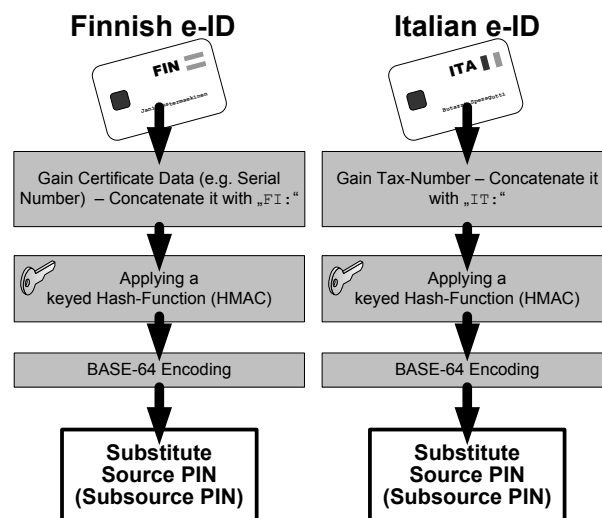 Finnish e-ID
FIN
Gain Certificate Data (e.g. Serial
Number) – Concatenate it with „FI:“
Applying a
keyed Hash-Function (HMAC)
BASE-64 Encoding
Substitute
Source PIN
(Subsource PIN)
Italian e-ID
ITA
Gain Tax-Number – Concatenate it
with „IT:“
Applying a
keyed Hash-Function (HMAC)
BASE-64 Encoding
Substitute
Source PIN
(Subsource PIN)